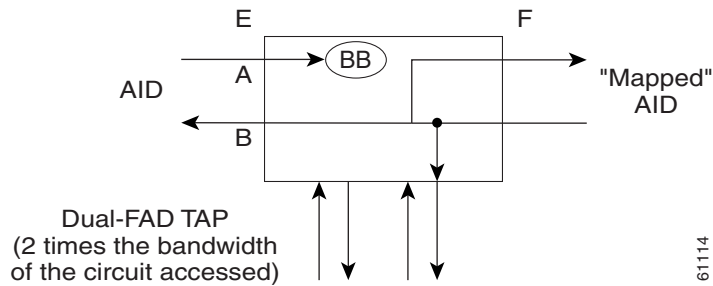 E
F
BB
A
AID
"Mapped"
AID
B
Dual-FAD TAP
(2 times the bandwidth
of the circuit accessed)
61114